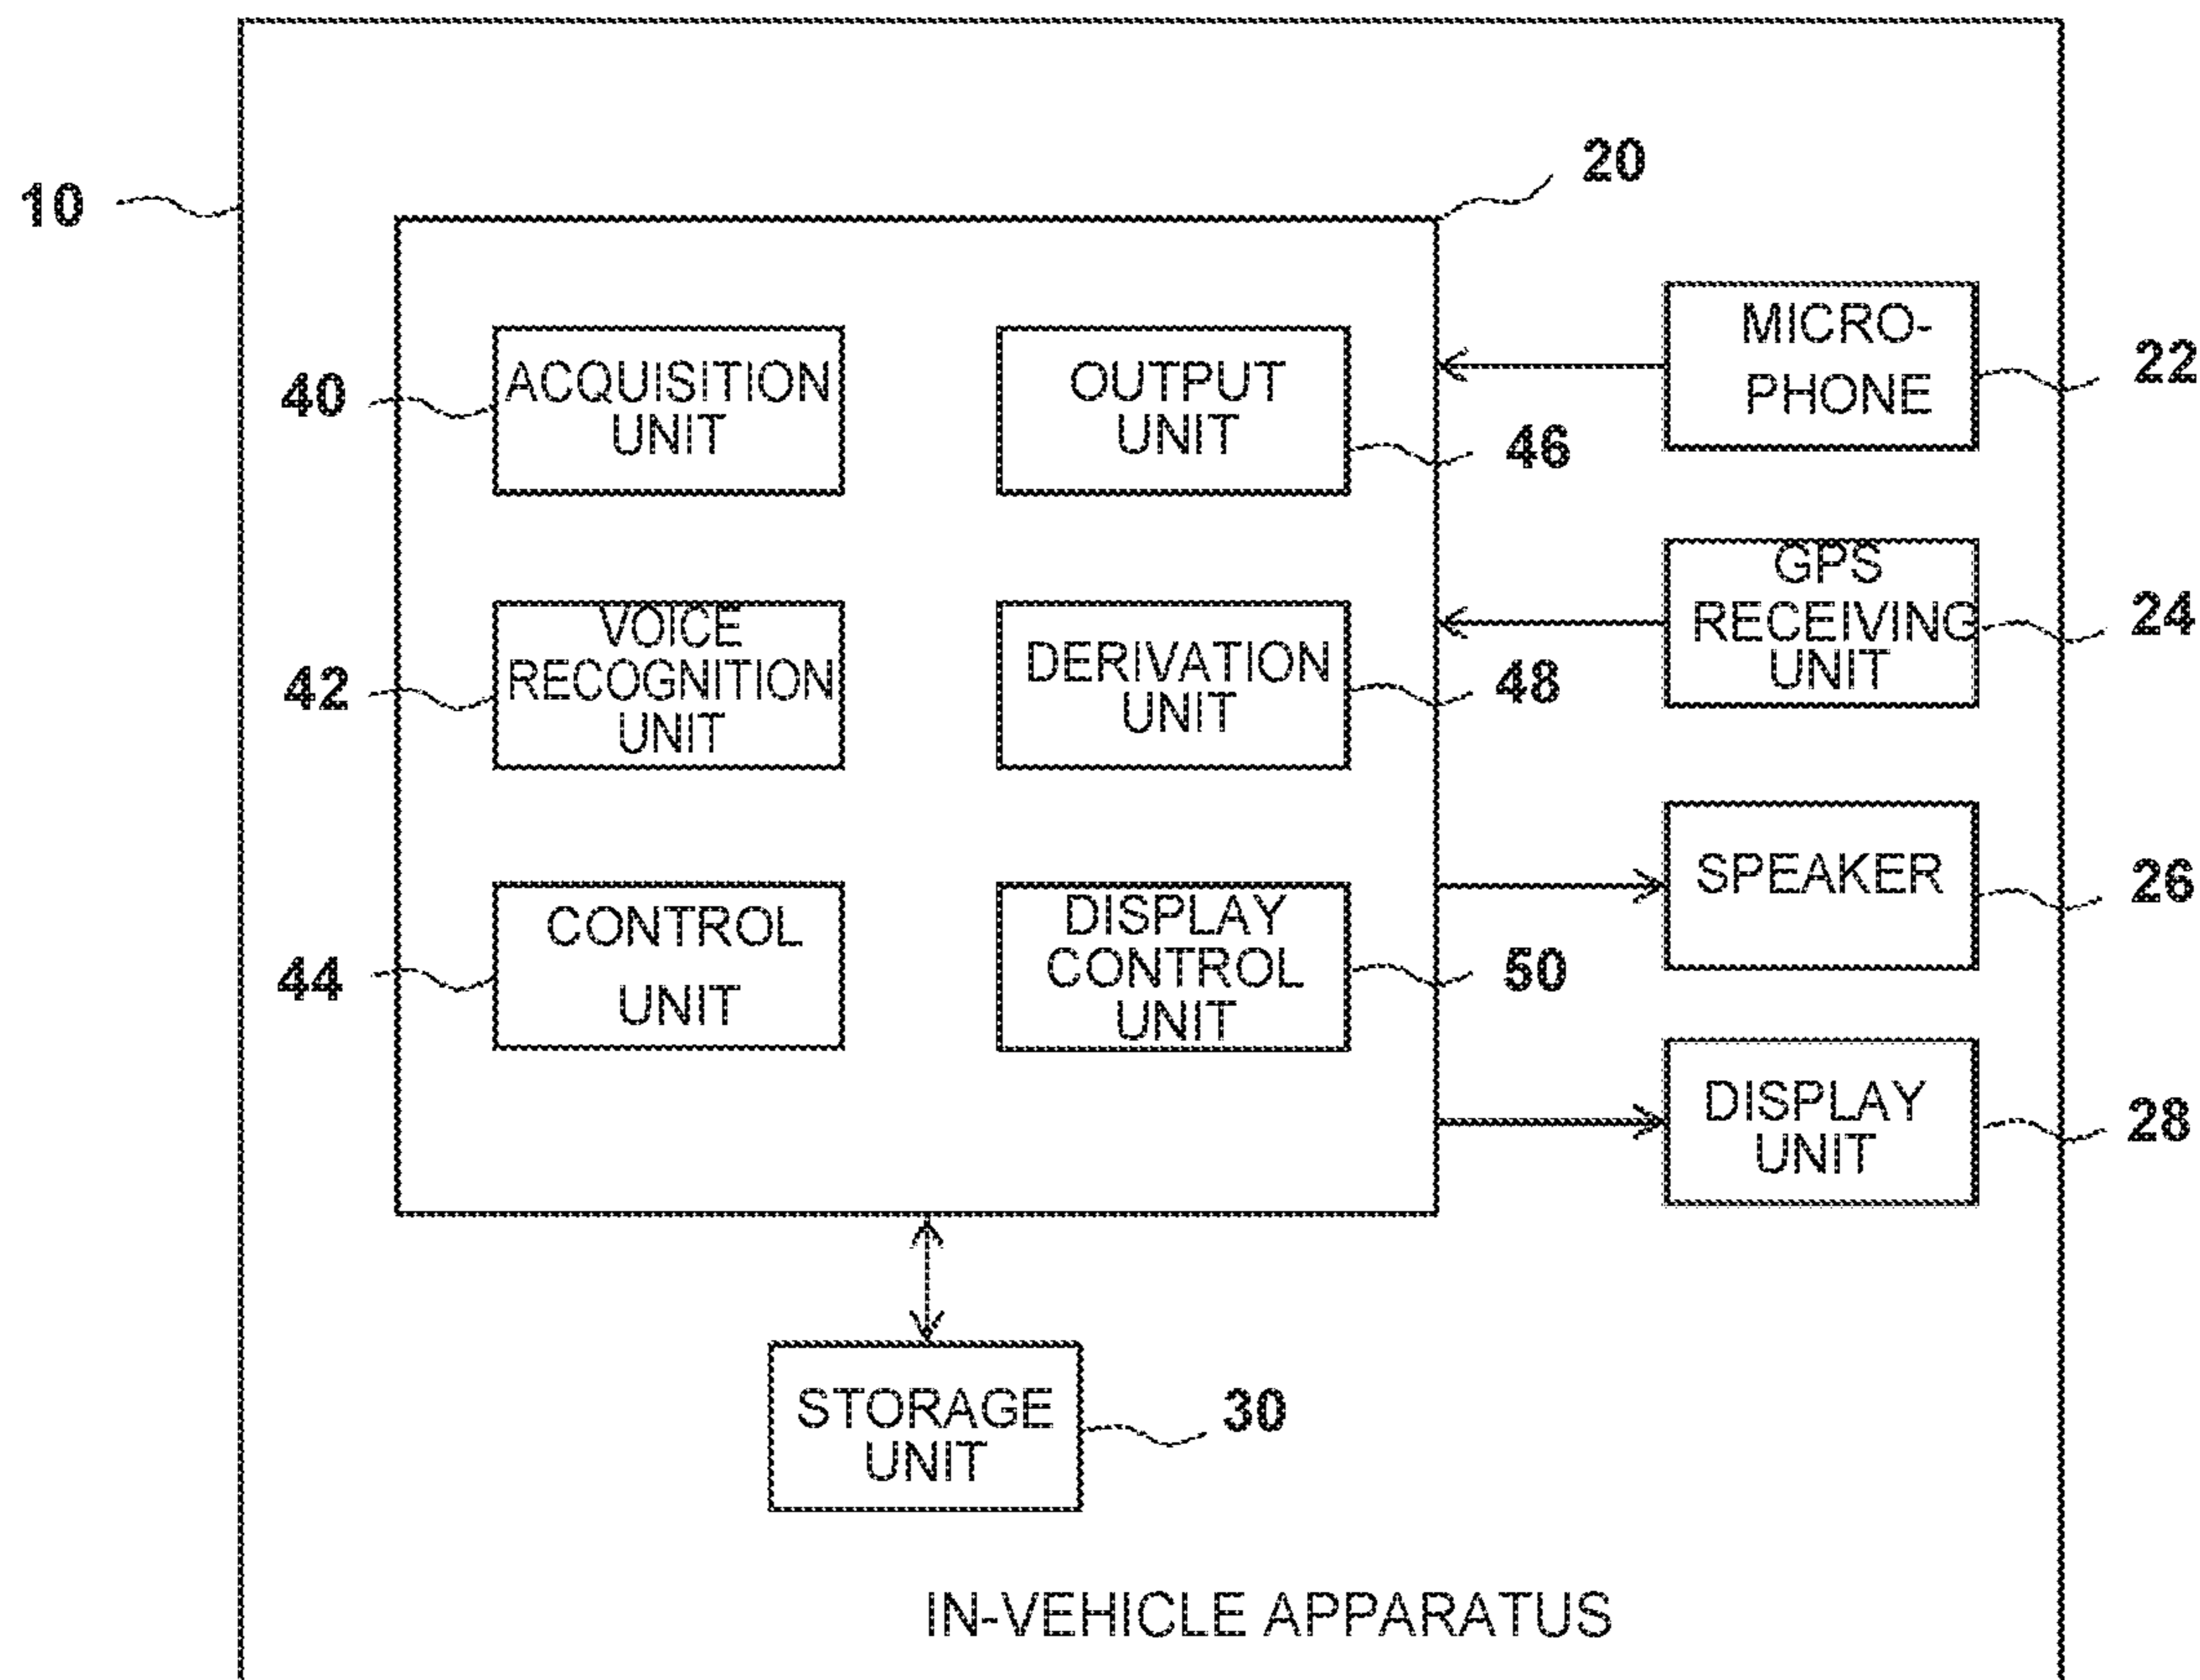 10
20
ACQUISITION
UNIT
40
OUTPUT
UNIT
46
MICRO-
PHONE
22
VOICE
RECOGNITION
UNIT
42
DERIVATION
UNIT
48
GPS
RECEIVING
UNIT
24
CONTROL
UNIT
44
DISPLAY
CONTROL
UNIT
50
SPEAKER
26
DISPLAY
UNIT
28
STORAGE
UNIT
30
IN-VEHICLE APPARATUS